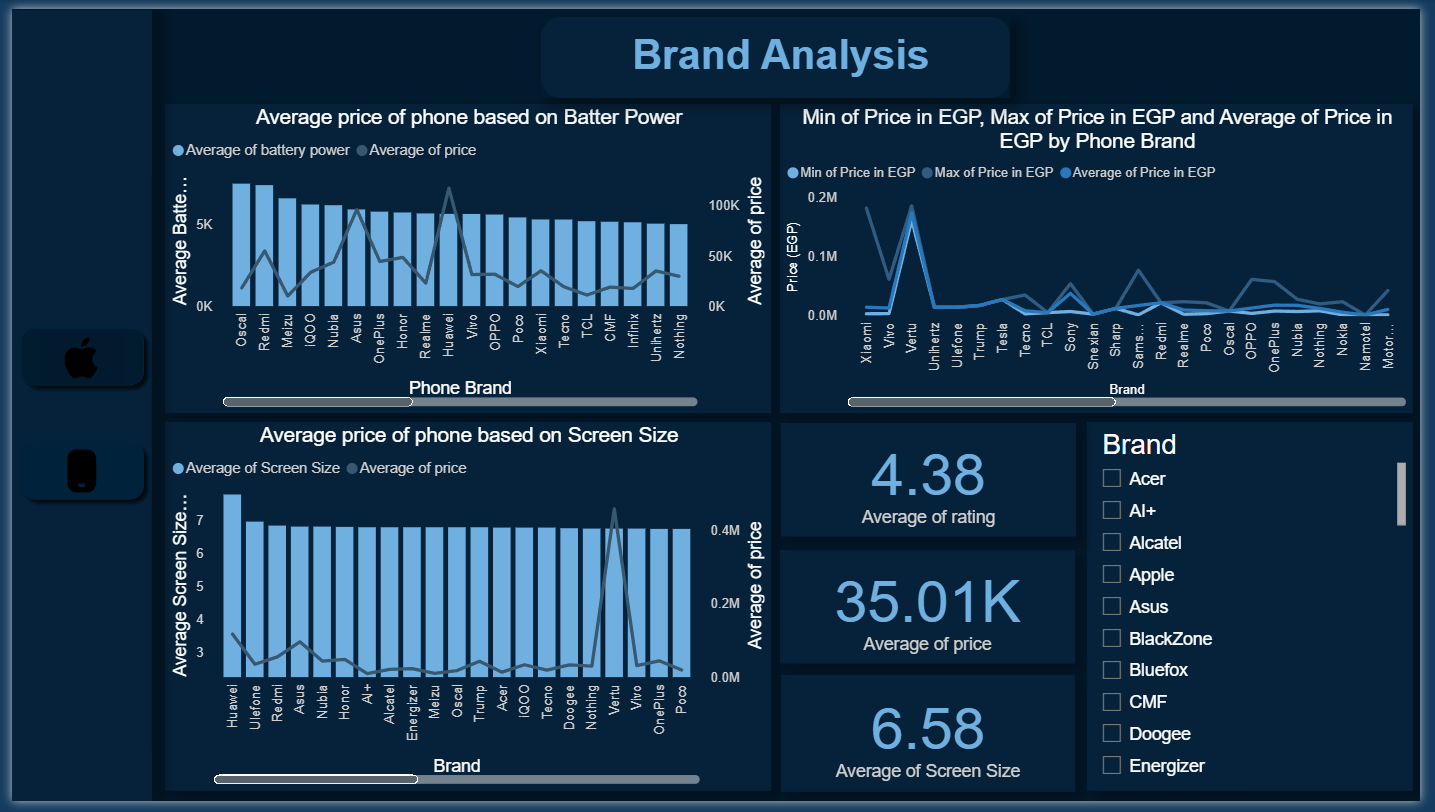 Brand Analysis
Average price of phone based on Batter Power
Average of battery power Average of price
Average Batte...
5K
0K
100K
50K
0K
Average of price
Oscal Redmi Meizu iQOO Nubia Asus OnePlus Honor Realme Huawei Vivo OPPO Poco Xiaomi Tecno TCL CMF Infinix Unihertz Nothing
Phone Brand
Min of Price in EGP, Max of Price in EGP and Average of Price in
EGP by Phone Brand
Min of Price in EGP Max of Price in EGP Average of Price in EGP
Price (EGP)
0.2M
0.1M
0.0M
Xiaomi Vivo Vertu Unihertz Ulefone Trump Tesla Tecno TCL Sony Snexian Sharp Sams... Redmi Realme Poco Oscal OPPO OnePlus Nubia Nothing Nokia Namotel Motor...
Brand
Average price of phone based on Screen Size
Average of Screen Size Average of price
Average Screen Size...
7
6
5
4
3
0.4M
0.2M
0.0M
Average of price
Huawei Ulefone Redmi Asus Nubia Honor AI+ Alcatel Energizer Meizu Oscal Trump Acer iQOO Tecno Doogee Nothing Vertu Vivo OnePlus Poco
Brand
4.38
Average of rating
35.01K
Average of price
6.58
Average of Screen Size
Brand
Acer
AI+
Alcatel
Apple
Asus
BlackZone
Bluefox
CMF
Doogee
Energizer